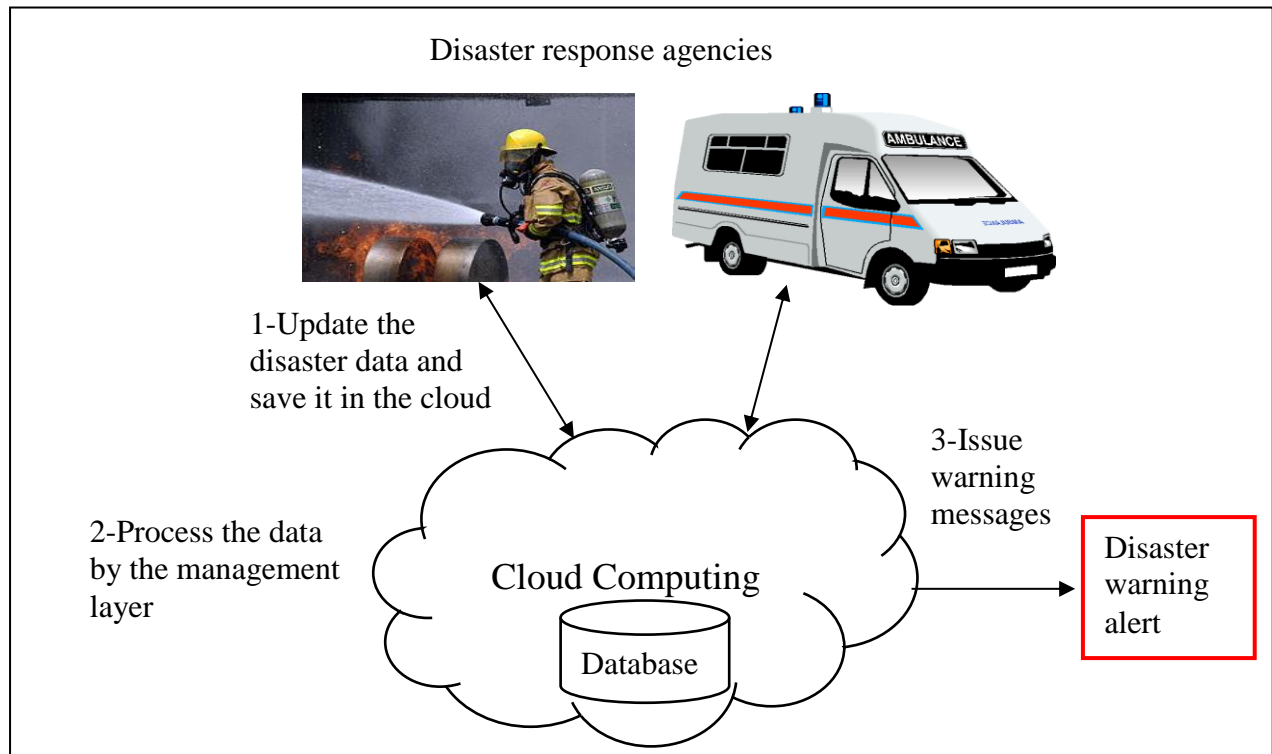 Disaster response agencies
AMBULANCE
1-Update the
disaster data and
save it in the cloud
3-Issue
warning
messages
2-Process the data
by the management
layer
Disaster
warning
alert
Cloud Computing
Database